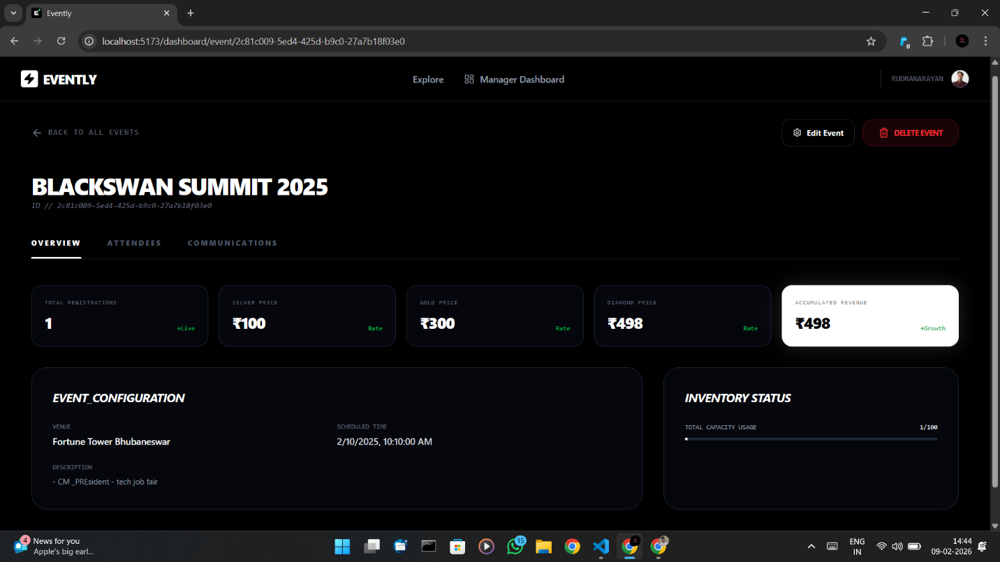 Evently
localhost:5173/dashboard/event/2c81c009-5ed4-425d-b9c0-27a7b18f03e0
0
EVENTLY
Explore
Manager Dashboard
RUDRANARAYAN
BACK TO ALL EVENTS
Edit Event
DELETE EVENT
BLACKSWAN SUMMIT 2025
ID // 2c81c009-5ed4-425d-b9c0-27a7b18f03e0
OVERVIEW
ATTENDEES
COMMUNICATIONS
TOTAL REGISTRATIONS
1
+Live
SILVER PRICE
₹100
Rate
GOLD PRICE
₹300
Rate
DIAMOND PRICE
₹498
Rate
ACCUMULATED REVENUE
₹498
+Growth
EVENT_CONFIGURATION
VENUE
Fortune Tower Bhubaneswar
SCHEDULED TIME
2/10/2025, 10:10:00 AM
DESCRIPTION
- CM _PREsident - tech job fair
INVENTORY STATUS
TOTAL CAPACITY USAGE
1/100
4
News for you
Apple's big earl...
15
ENG
IN
14:44
09-02-2026